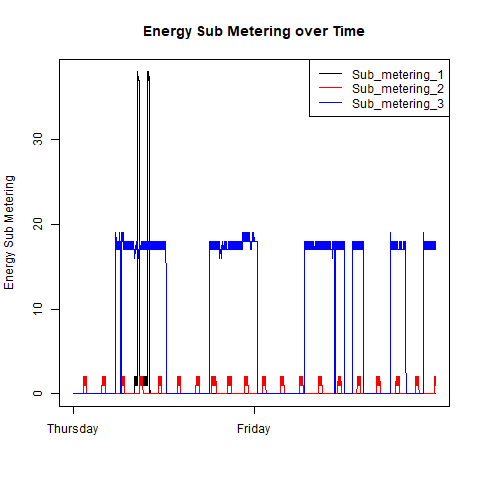 Energy Sub Metering over Time
Sub_metering_1
Sub_metering_2
Sub_metering_3
Energy Sub Metering
30
20
10
0
Thursday
Friday